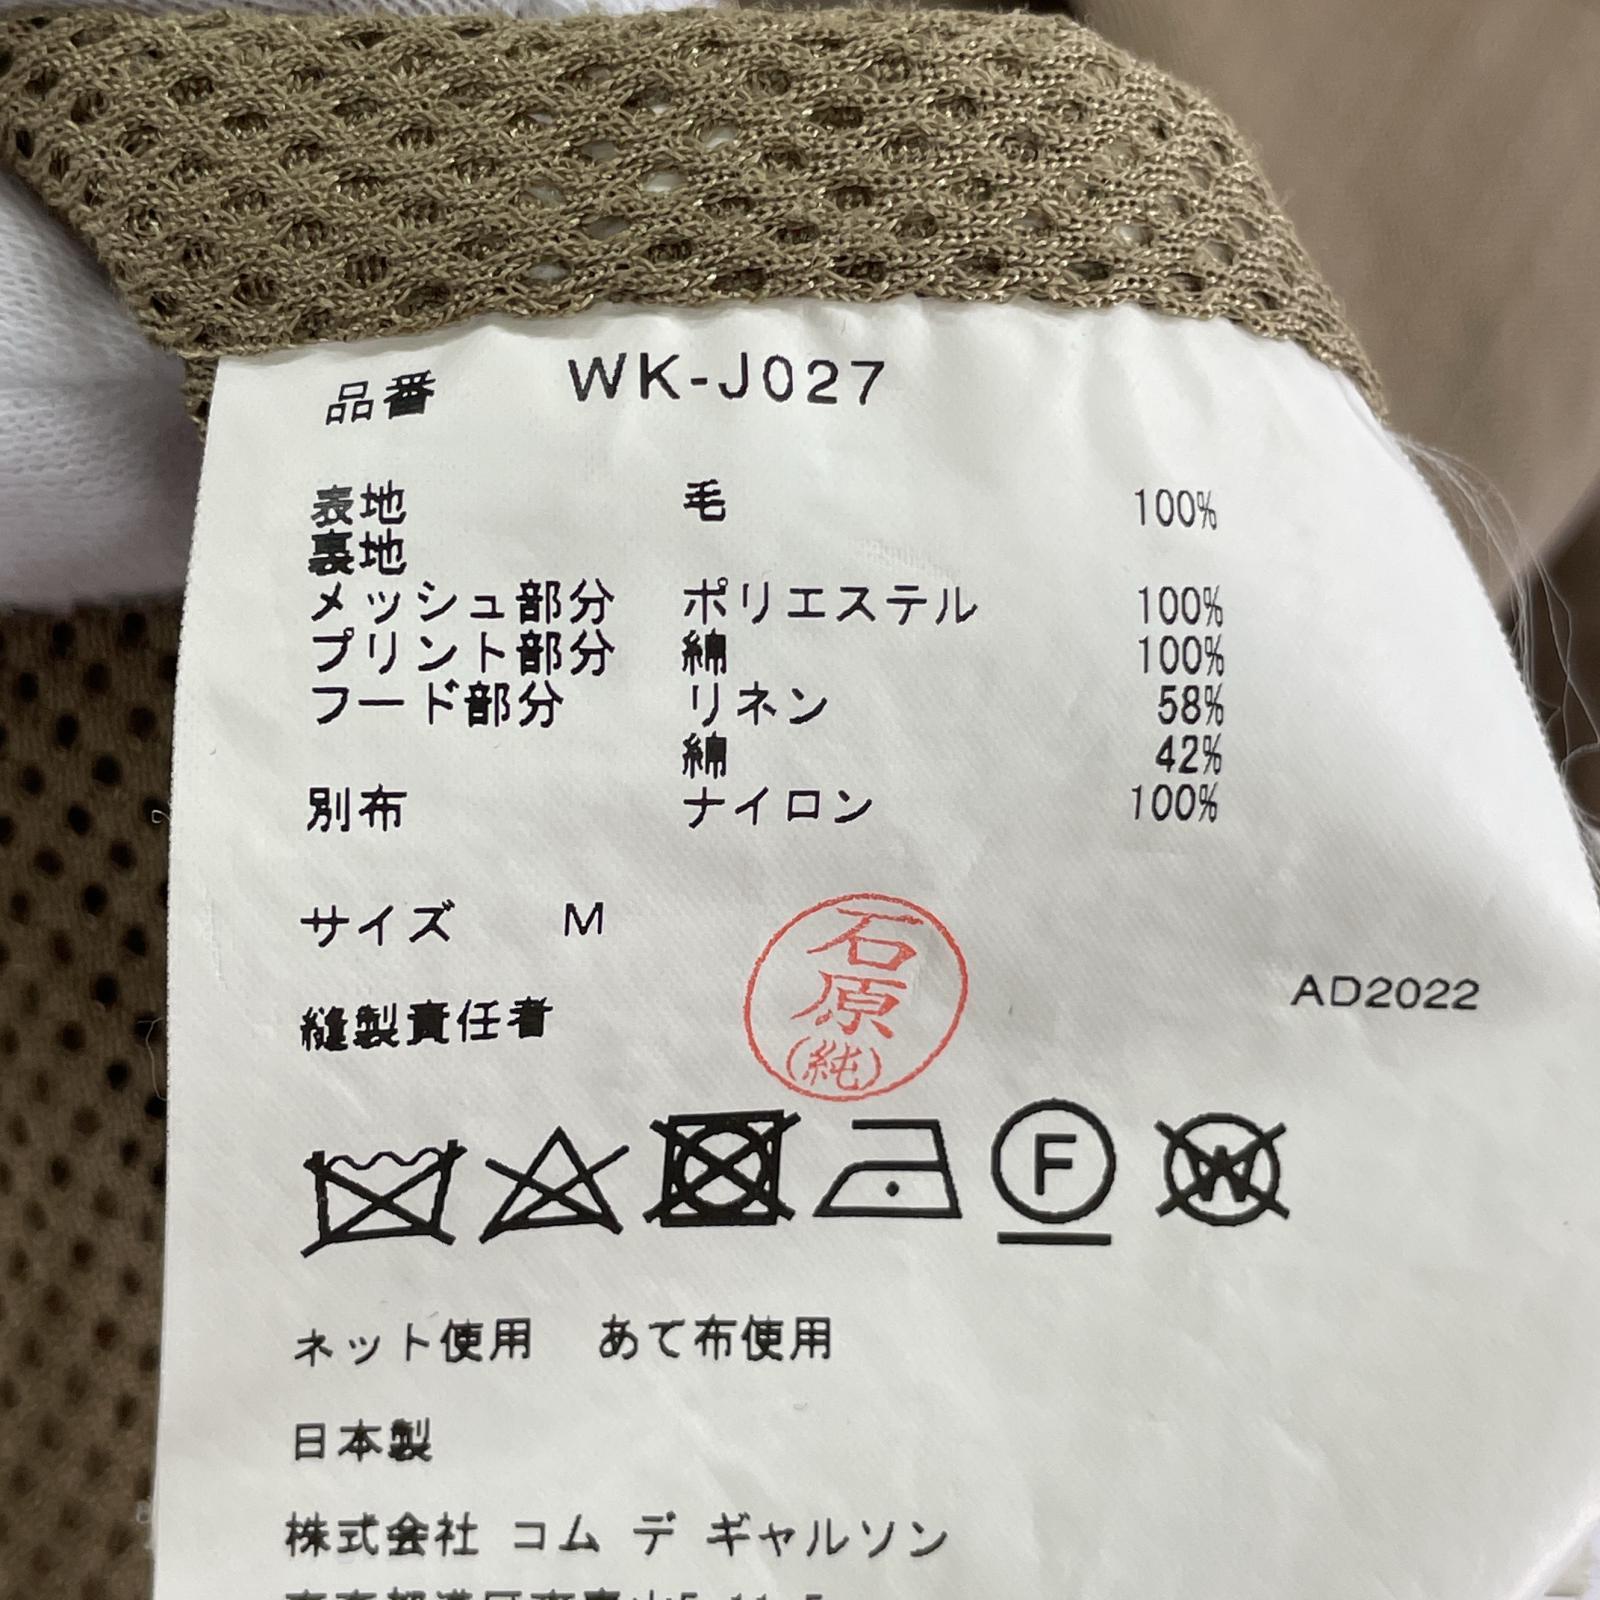 品番 WK-J027
表地 毛 100%
裏地
メッシュ部分 ポリエステル 100%
プリント部分 綿 100%
フード部分 リネン 58%
綿 42%
別布 ナイロン 100%
サイズ M
石原(純)
AD2022
縫製責任者
F W
ネット使用 あて布使用
日本製
株式会社 コム デ ギャルソン